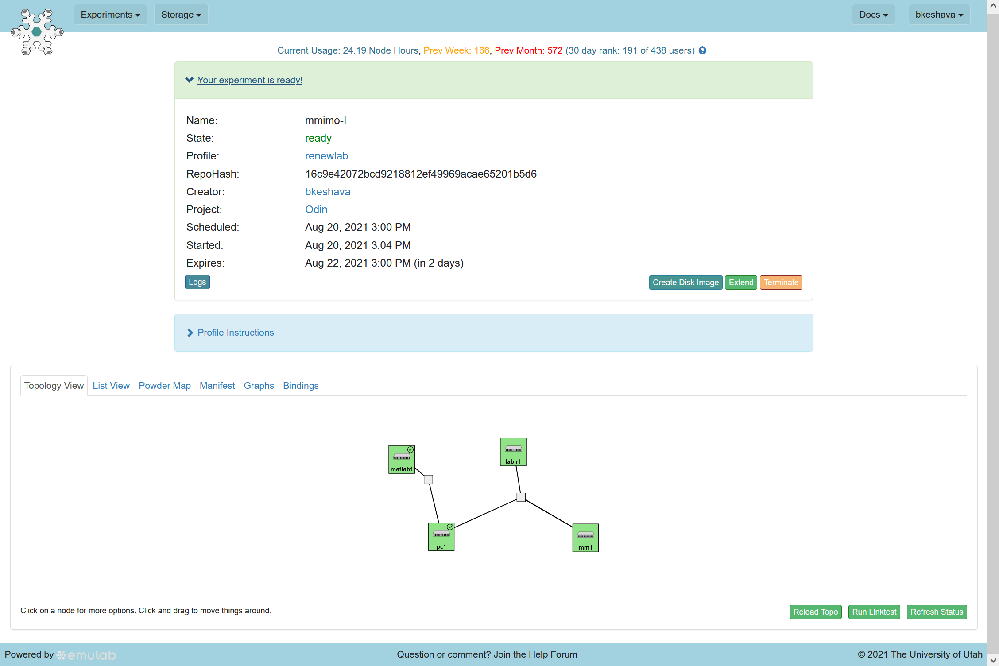 Experiments Storage Docs bkeshava
Current Usage: 24.19 Node Hours, Prev Week: 166, Prev Month: 572 (30 day rank: 191 of 438 users) ?
Your experiment is ready!
Name: mmimo-I
State: ready
Profile: renewlab
RepoHash: 16c9e42072bcd9218812ef49969acae65201b5d6
Creator: bkeshava
Project: Odin
Scheduled: Aug 20, 2021 3:00 PM
Started: Aug 20, 2021 3:04 PM
Expires: Aug 22, 2021 3:00 PM (in 2 days)
Logs Create Disk Image Extend Terminate
Profile Instructions
Topology View List View Powder Map Manifest Graphs Bindings
labir1
matlab1
pc1
mm1
Click on a node for more options. Click and drag to move things around.
Reload Topo Run Linktest Refresh Status
Powered by emulab Question or comment? Join the Help Forum © 2021 The University of Utah